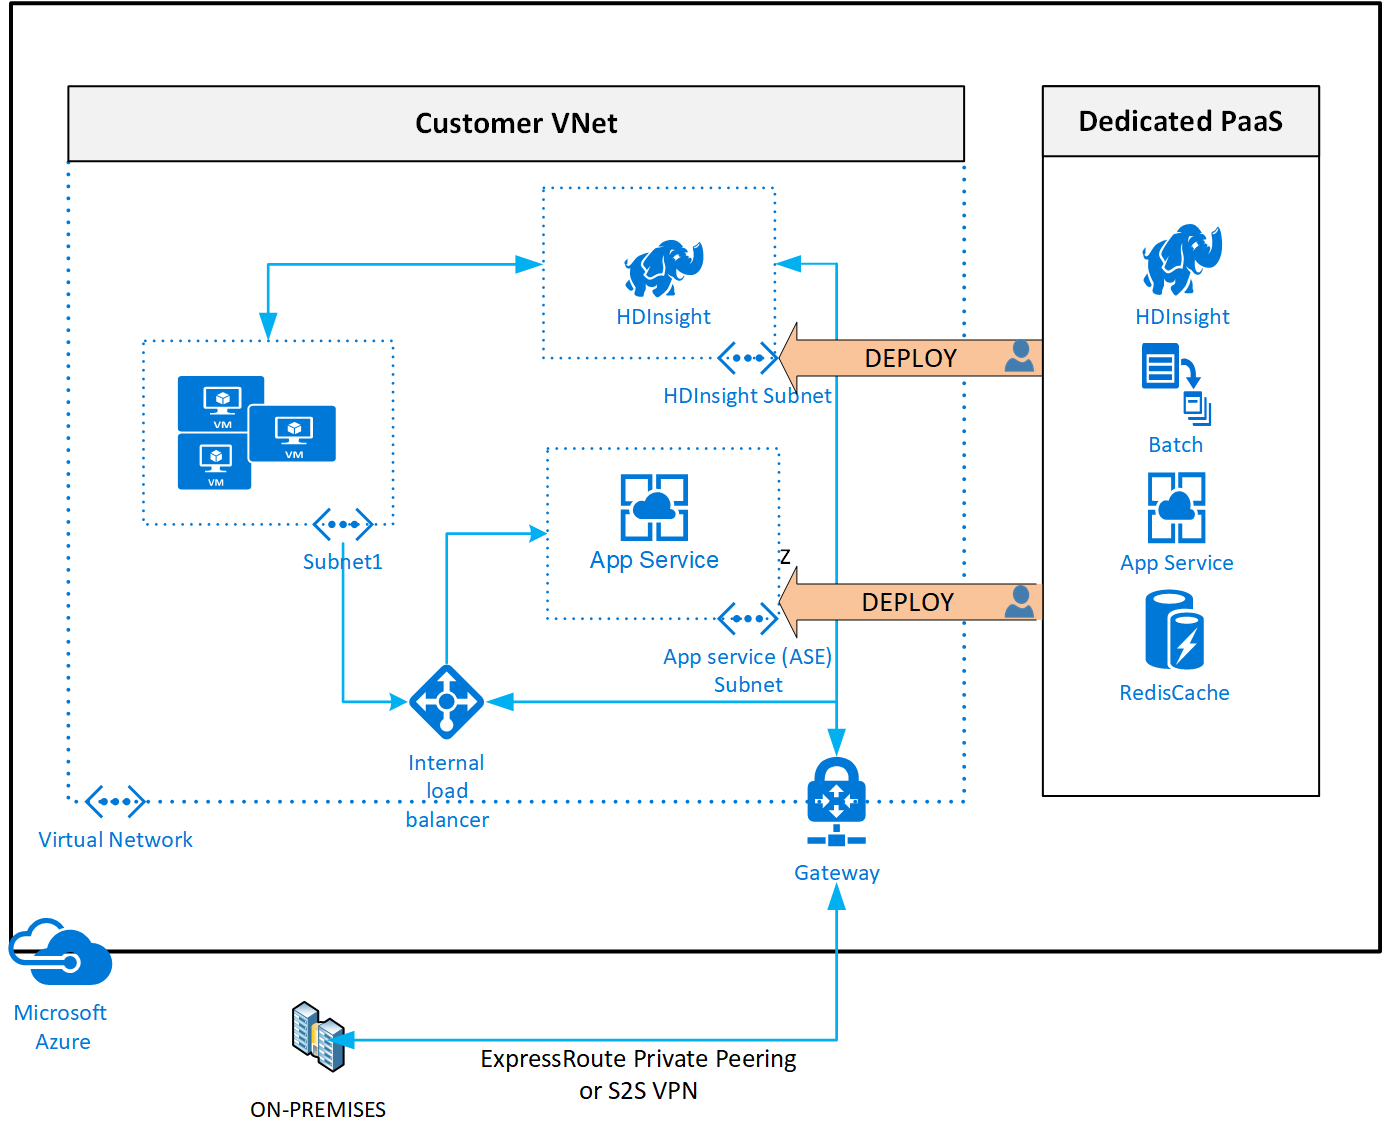 Customer VNet
Dedicated PaaS
HDInsight
HDInsight
DEPLOY
HDInsight Subnet
VM
VM
VM
Batch
Subnet1
App Service
z
App Service
DEPLOY
App service (ASE)
Subnet
RedisCache
Internal
load
balancer
Virtual Network
Gateway
Microsoft
Azure
ExpressRoute Private Peering
or S2S VPN
ON-PREMISES